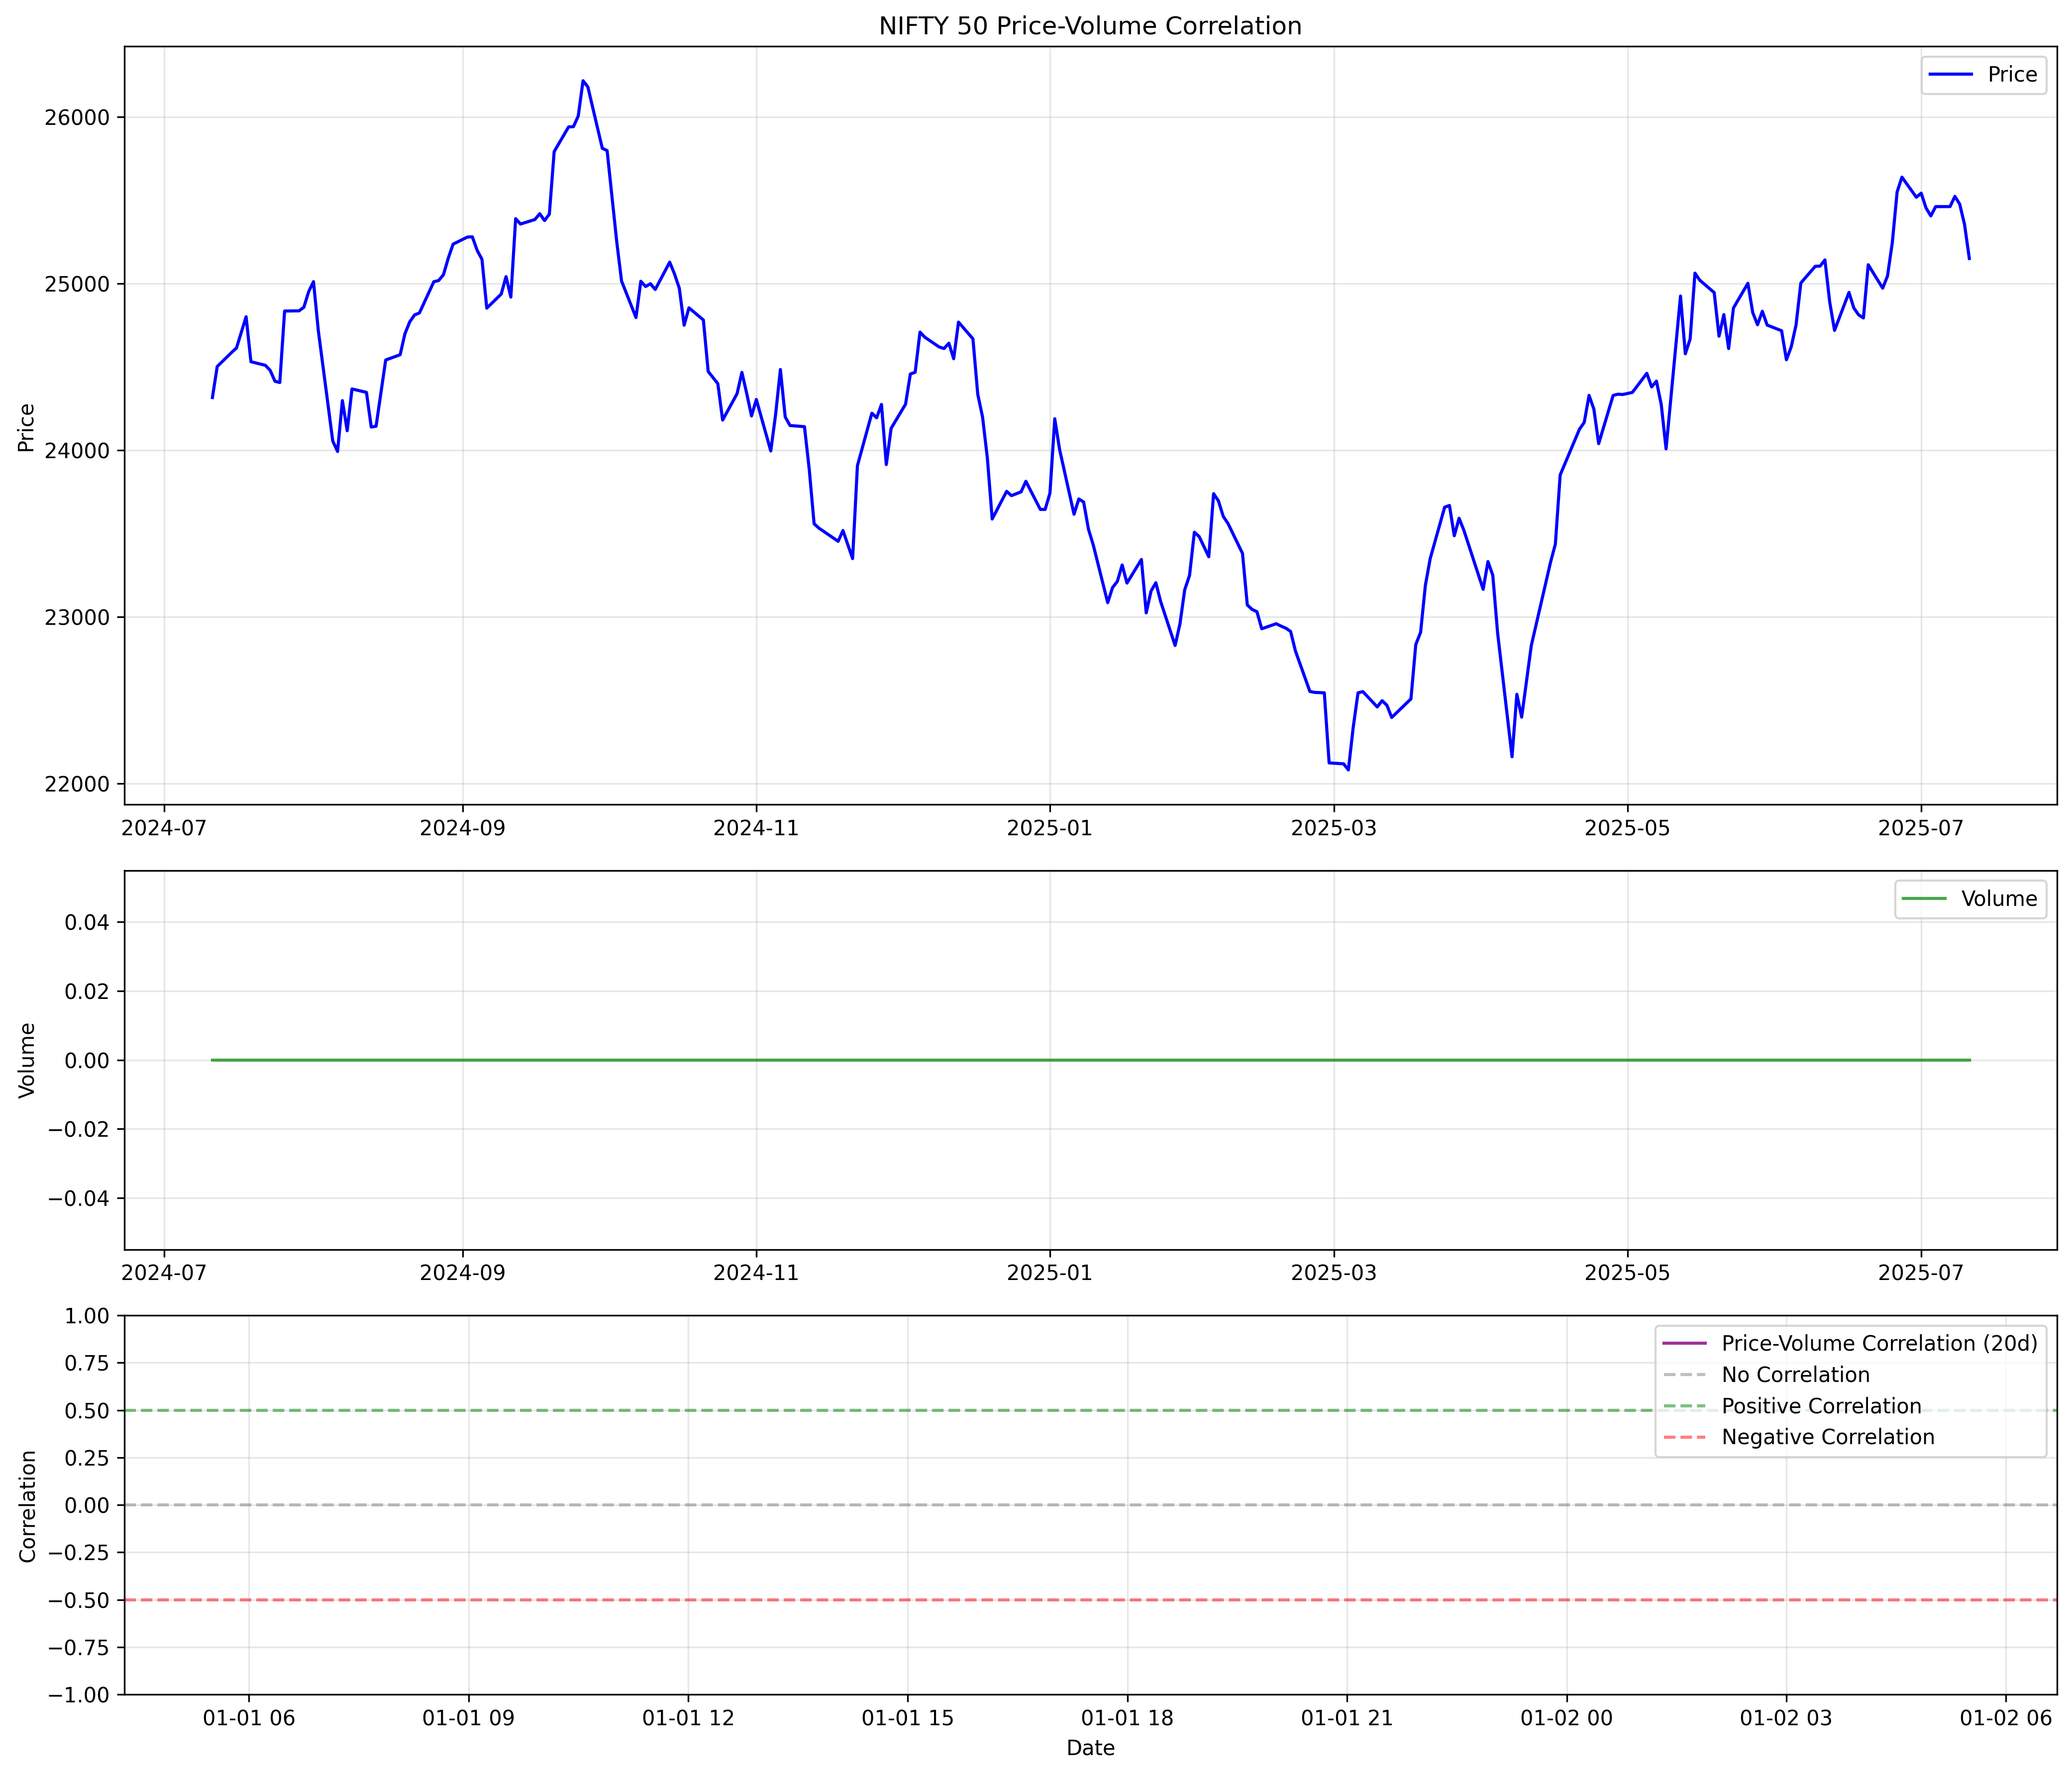 NIFTY 50 Price-Volume Correlation
Price
26000
25000
24000
23000
22000
Price
2024-07 2024-09 2024-11 2025-01 2025-03 2025-05 2025-07
Volume
0.04
0.02
0.00
−0.02
−0.04
Volume
2024-07 2024-09 2024-11 2025-01 2025-03 2025-05 2025-07
1.00
0.75
0.50
0.25
0.00
−0.25
−0.50
−0.75
−1.00
Correlation
Price-Volume Correlation (20d)
No Correlation
Positive Correlation
Negative Correlation
01-01 06 01-01 09 01-01 12 01-01 15 01-01 18 01-01 21 01-02 00 01-02 03 01-02 06
Date